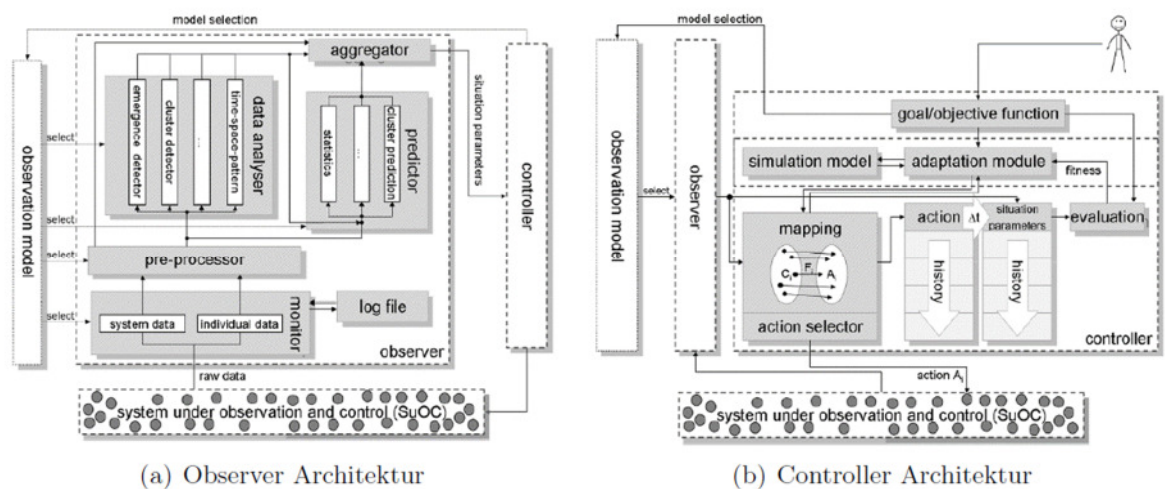 model selection
observation model
select
select
select
select
emergence detector
cluster detector
...
time-space-pattern
data analyser
aggregator
statistics
...
cluster prediction
predictor
situation parameters
controller
pre-processor
system data
individual data
monitor
log file
observer
raw data
system under observation and control (SuOC)
(a) Observer Architektur
model selection
observation model
select
observer
goal/objective function
simulation model
adaptation module
fitness
mapping
C_i
F_i
A_i
action selector
action
Δt
situation
parameters
evaluation
history
history
controller
action A_i
system under observation and control (SuOC)
(b) Controller Architektur